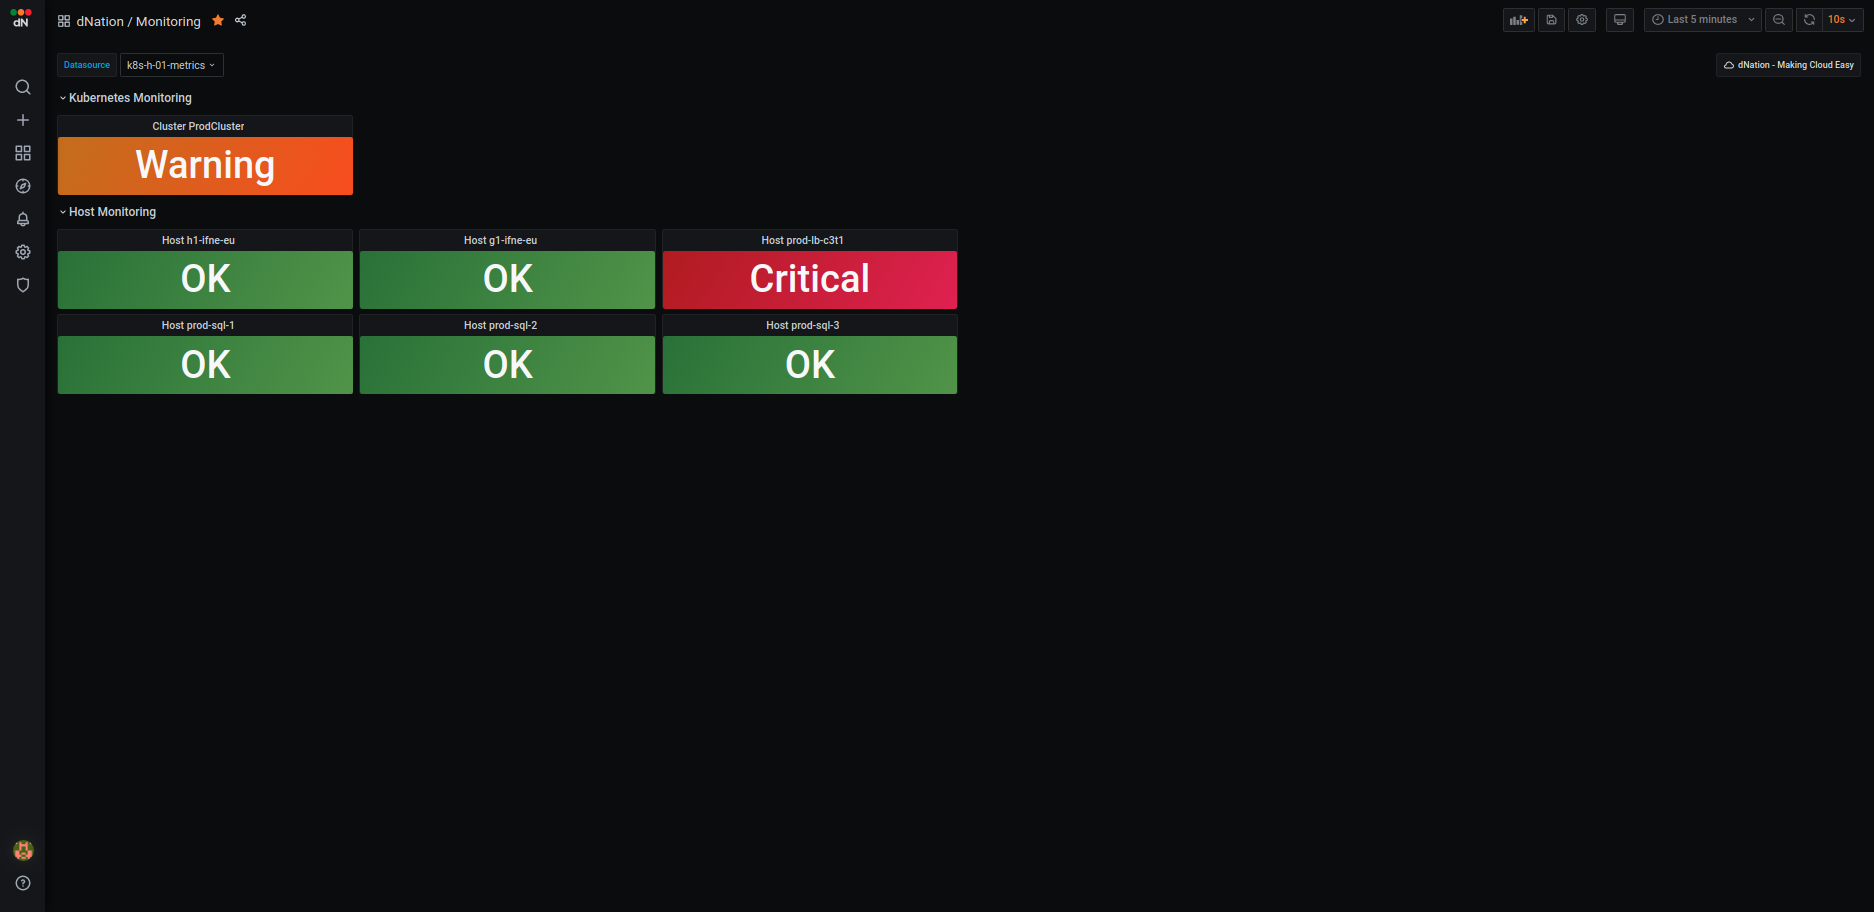 dN
dNation / Monitoring
Last 5 minutes
10s
Datasource
k8s-h-01-metrics
dNation - Making Cloud Easy
Kubernetes Monitoring
Cluster ProdCluster
Warning
Host Monitoring
Host h1-ifne-eu
Host g1-ifne-eu
Host prod-lb-c3t1
OK
OK
Critical
Host prod-sql-1
Host prod-sql-2
Host prod-sql-3
OK
OK
OK